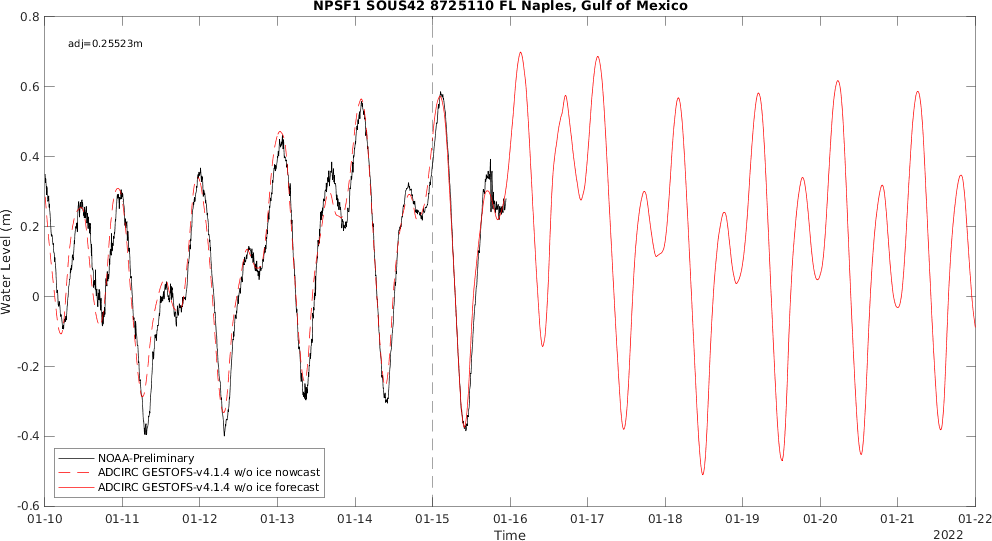 NPSF1 SOUS42 8725110 FL Naples, Gulf of Mexico
adj=0.25523m
0.8
0.6
0.4
0.2
0
-0.2
-0.4
-0.6
Water Level (m)
NOAA-Preliminary
ADCIRC GESTOFS-v4.1.4 w/o ice nowcast
ADCIRC GESTOFS-v4.1.4 w/o ice forecast
01-10 01-11 01-12 01-13 01-14 01-15 01-16 01-17 01-18 01-19 01-20 01-21 01-22
Time
2022